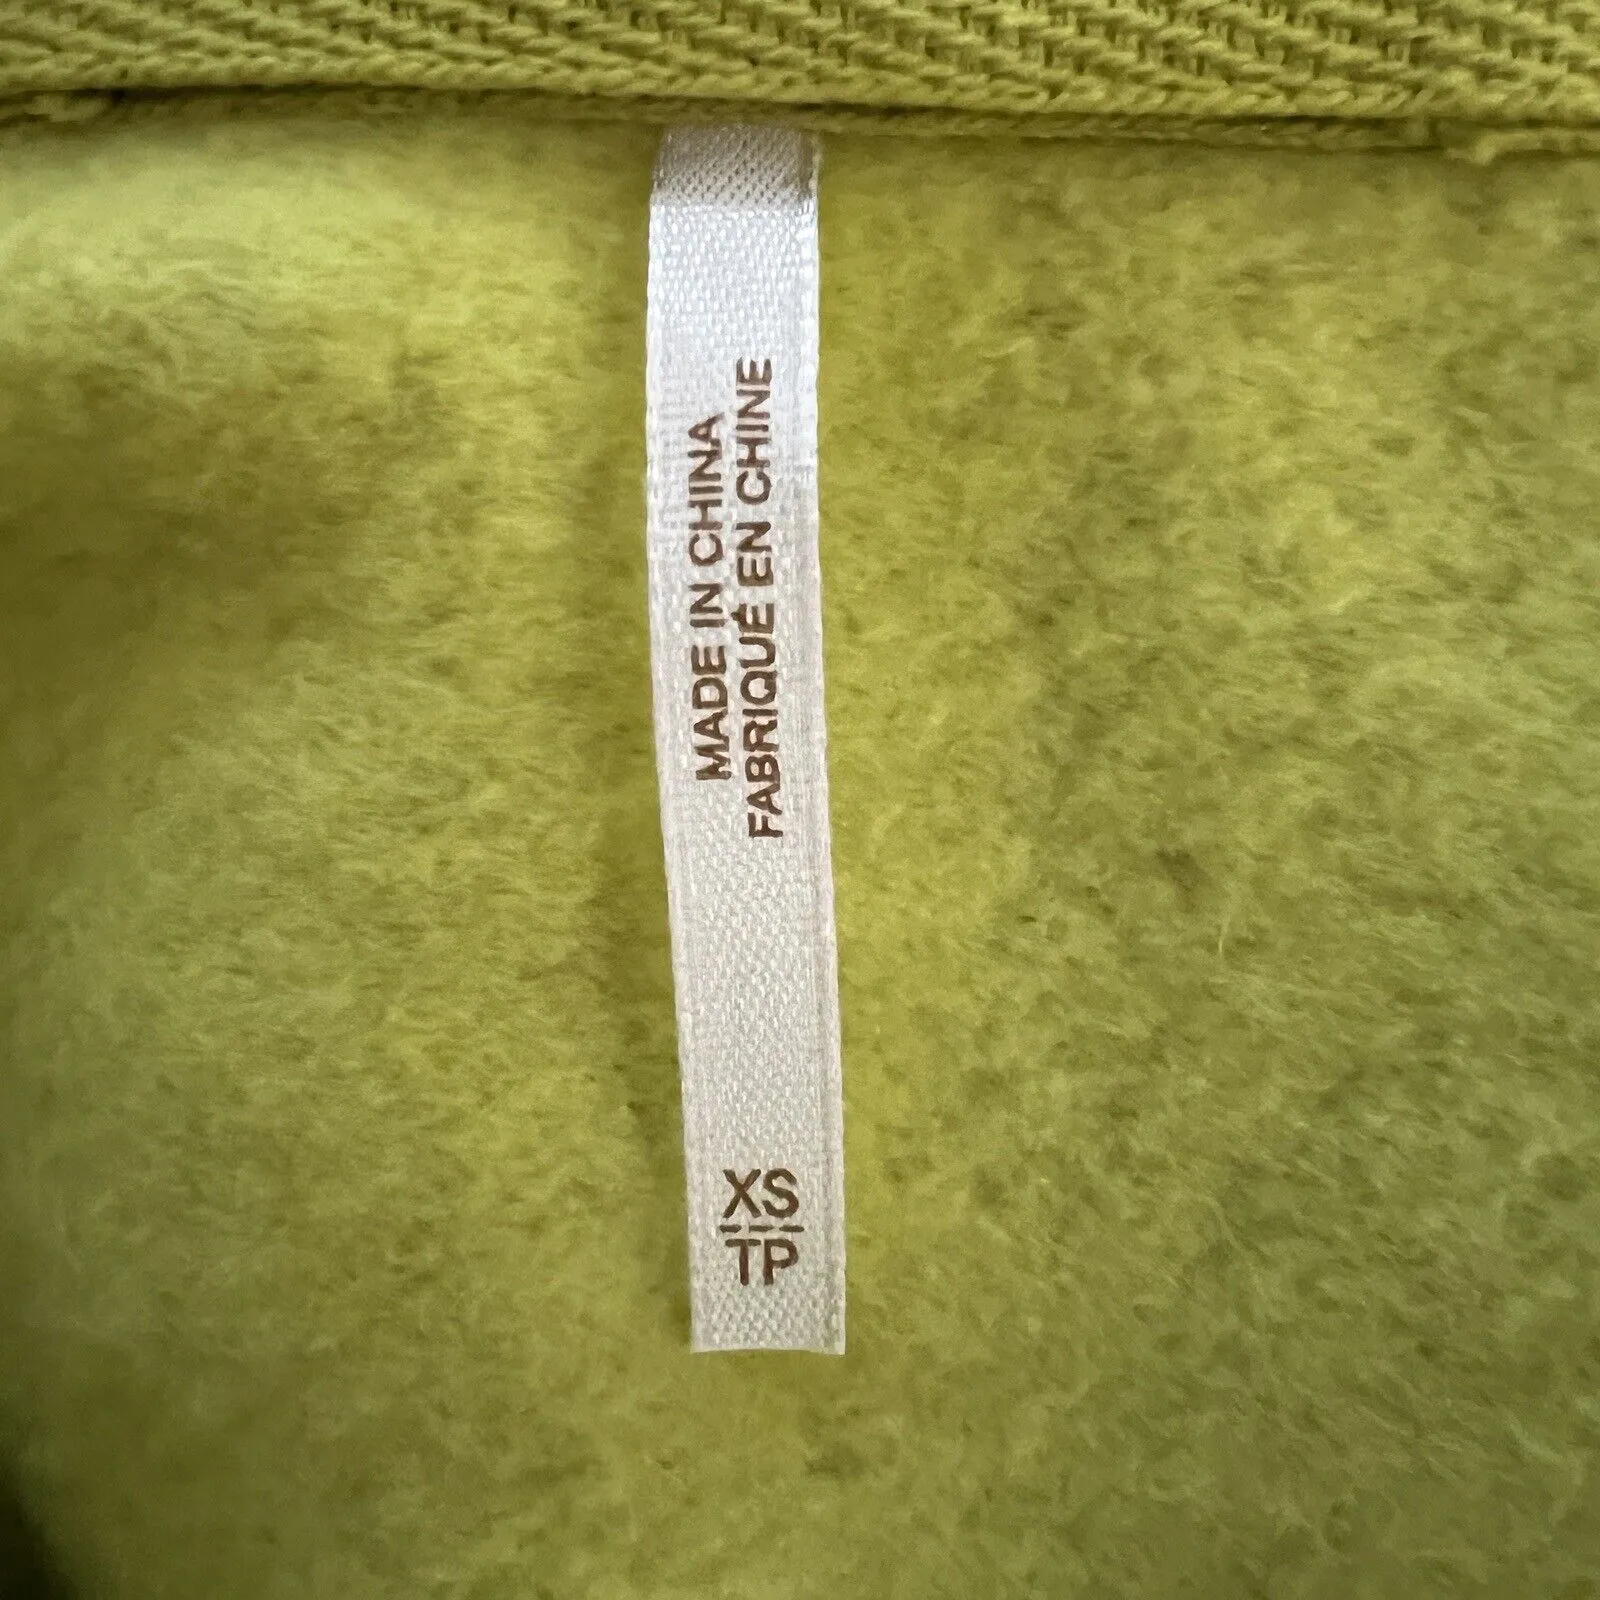 MADE IN CHINA
FABRIQUÉ EN CHINE
XS
TP